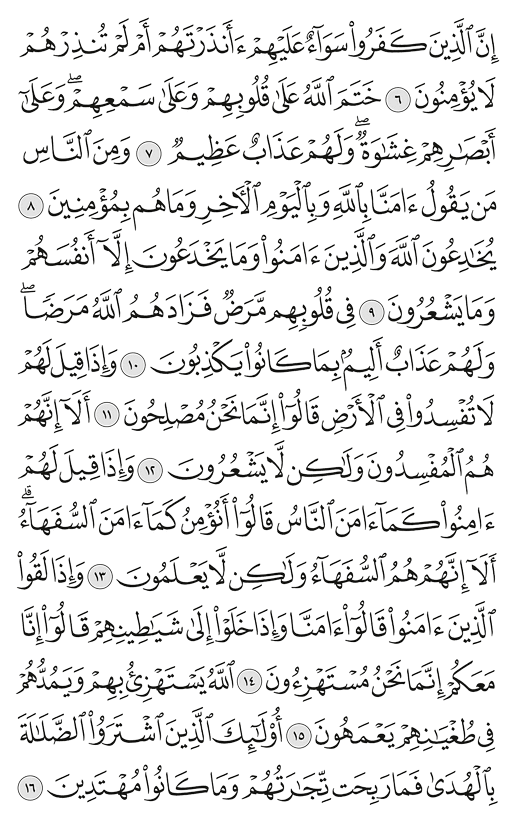 إِنَّ ٱلَّذِينَ كَفَرُوا۟ سَوَآءٌ عَلَيْهِمْ ءَأَنذَرْتَهُمْ أَمْ لَمْ تُنذِرْهُمْ
لَا يُؤْمِنُونَ ٦ خَتَمَ ٱللَّهُ عَلَىٰ قُلُوبِهِمْ وَعَلَىٰ سَمْعِهِمْ ۖ وَعَلَىٰٓ
أَبْصَـٰرِهِمْ غِشَـٰوَةٌ ۖ وَلَهُمْ عَذَابٌ عَظِيمٌ ٧ وَمِنَ ٱلنَّاسِ
مَن يَقُولُ ءَامَنَّا بِٱللَّهِ وَبِٱلْيَوْمِ ٱلْـَٔاخِرِ وَمَا هُم بِمُؤْمِنِينَ ٨
يُخَـٰدِعُونَ ٱللَّهَ وَٱلَّذِينَ ءَامَنُوا۟ وَمَا يَخْدَعُونَ إِلَّآ أَنفُسَهُمْ
وَمَا يَشْعُرُونَ ٩ فِى قُلُوبِهِم مَّرَضٌ فَزَادَهُمُ ٱللَّهُ مَرَضًا ۖ
وَلَهُمْ عَذَابٌ أَلِيمٌۢ بِمَا كَانُوا۟ يَكْذِبُونَ ١٠ وَإِذَا قِيلَ لَهُمْ
لَا تُفْسِدُوا۟ فِى ٱلْأَرْضِ قَالُوٓا۟ إِنَّمَا نَحْنُ مُصْلِحُونَ ١١ أَلَآ إِنَّهُمْ
هُمُ ٱلْمُفْسِدُونَ وَلَـٰكِن لَّا يَشْعُرُونَ ١٢ وَإِذَا قِيلَ لَهُمْ
ءَامِنُوا۟ كَمَآ ءَامَنَ ٱلنَّاسُ قَالُوٓا۟ أَنُؤْمِنُ كَمَآ ءَامَنَ ٱلسُّفَهَآءُ ۗ
أَلَآ إِنَّهُمْ هُمُ ٱلسُّفَهَآءُ وَلَـٰكِن لَّا يَعْلَمُونَ ١٣ وَإِذَا لَقُوا۟
ٱلَّذِينَ ءَامَنُوا۟ قَالُوٓا۟ ءَامَنَّا وَإِذَا خَلَوْا۟ إِلَىٰ شَيَـٰطِينِهِمْ قَالُوٓا۟ إِنَّا
مَعَكُمْ إِنَّمَا نَحْنُ مُسْتَهْزِءُونَ ١٤ ٱللَّهُ يَسْتَهْزِئُ بِهِمْ وَيَمُدُّهُمْ
فِى طُغْيَـٰنِهِمْ يَعْمَهُونَ ١٥ أُو۟لَـٰٓئِكَ ٱلَّذِينَ ٱشْتَرَوُا۟ ٱلضَّلَـٰلَةَ
بِٱلْهُدَىٰ فَمَا رَبِحَت تِّجَـٰرَتُهُمْ وَمَا كَانُوا۟ مُهْتَدِينَ ١٦